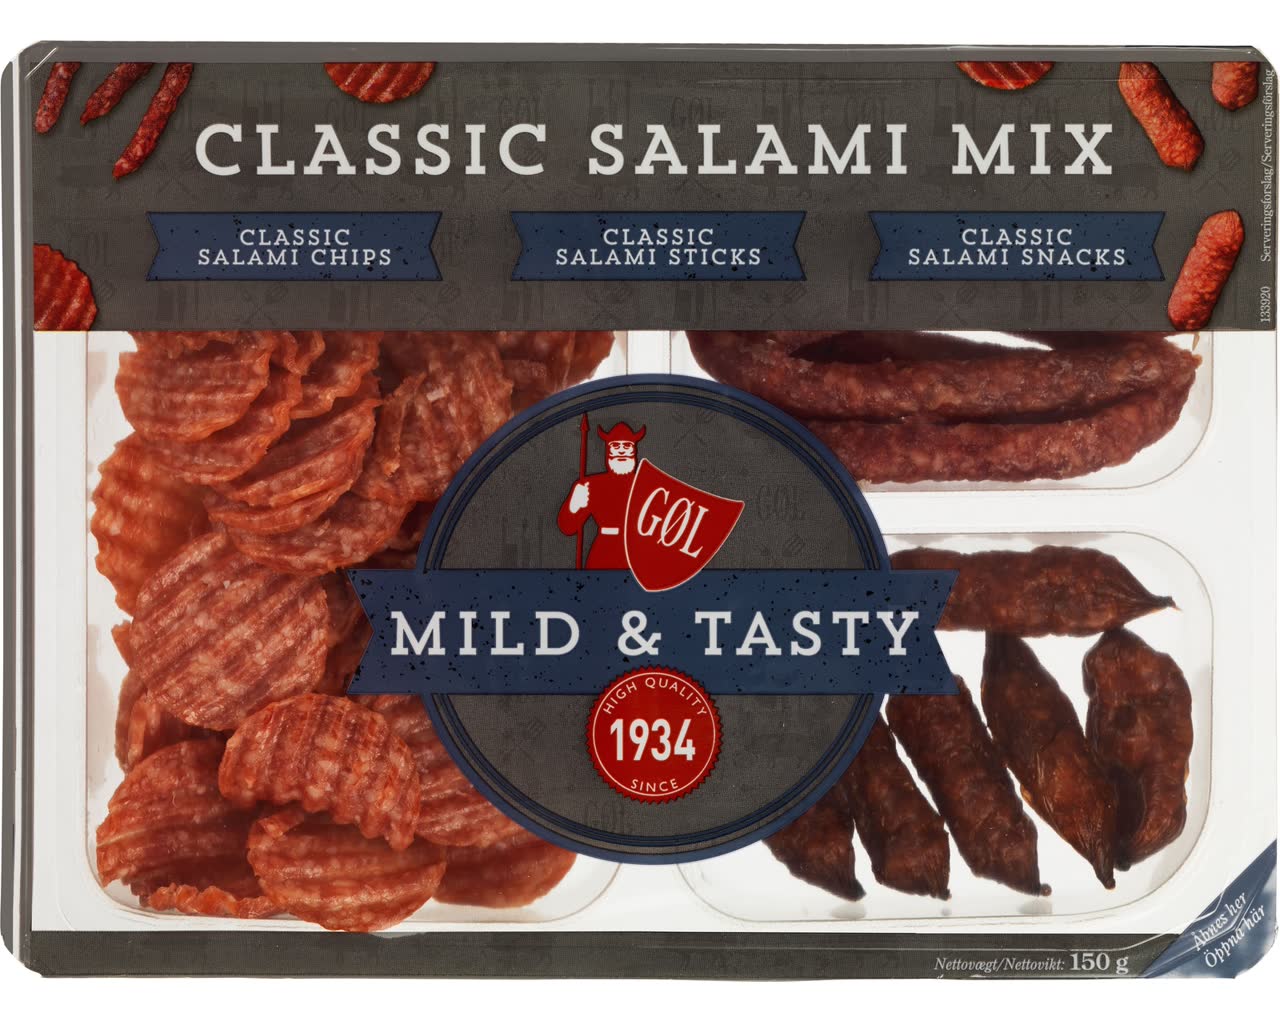 CLASSIC SALAMI MIX
CLASSIC
SALAMI CHIPS
CLASSIC
SALAMI STICKS
CLASSIC
SALAMI SNACKS
133920
Serveringsforslag/Serveringsförslag
GØL
MILD & TASTY
HIGH QUALITY
1934
SINCE
Nettovægt/Nettovikt: 150 g
Åbnes her
Öppna här